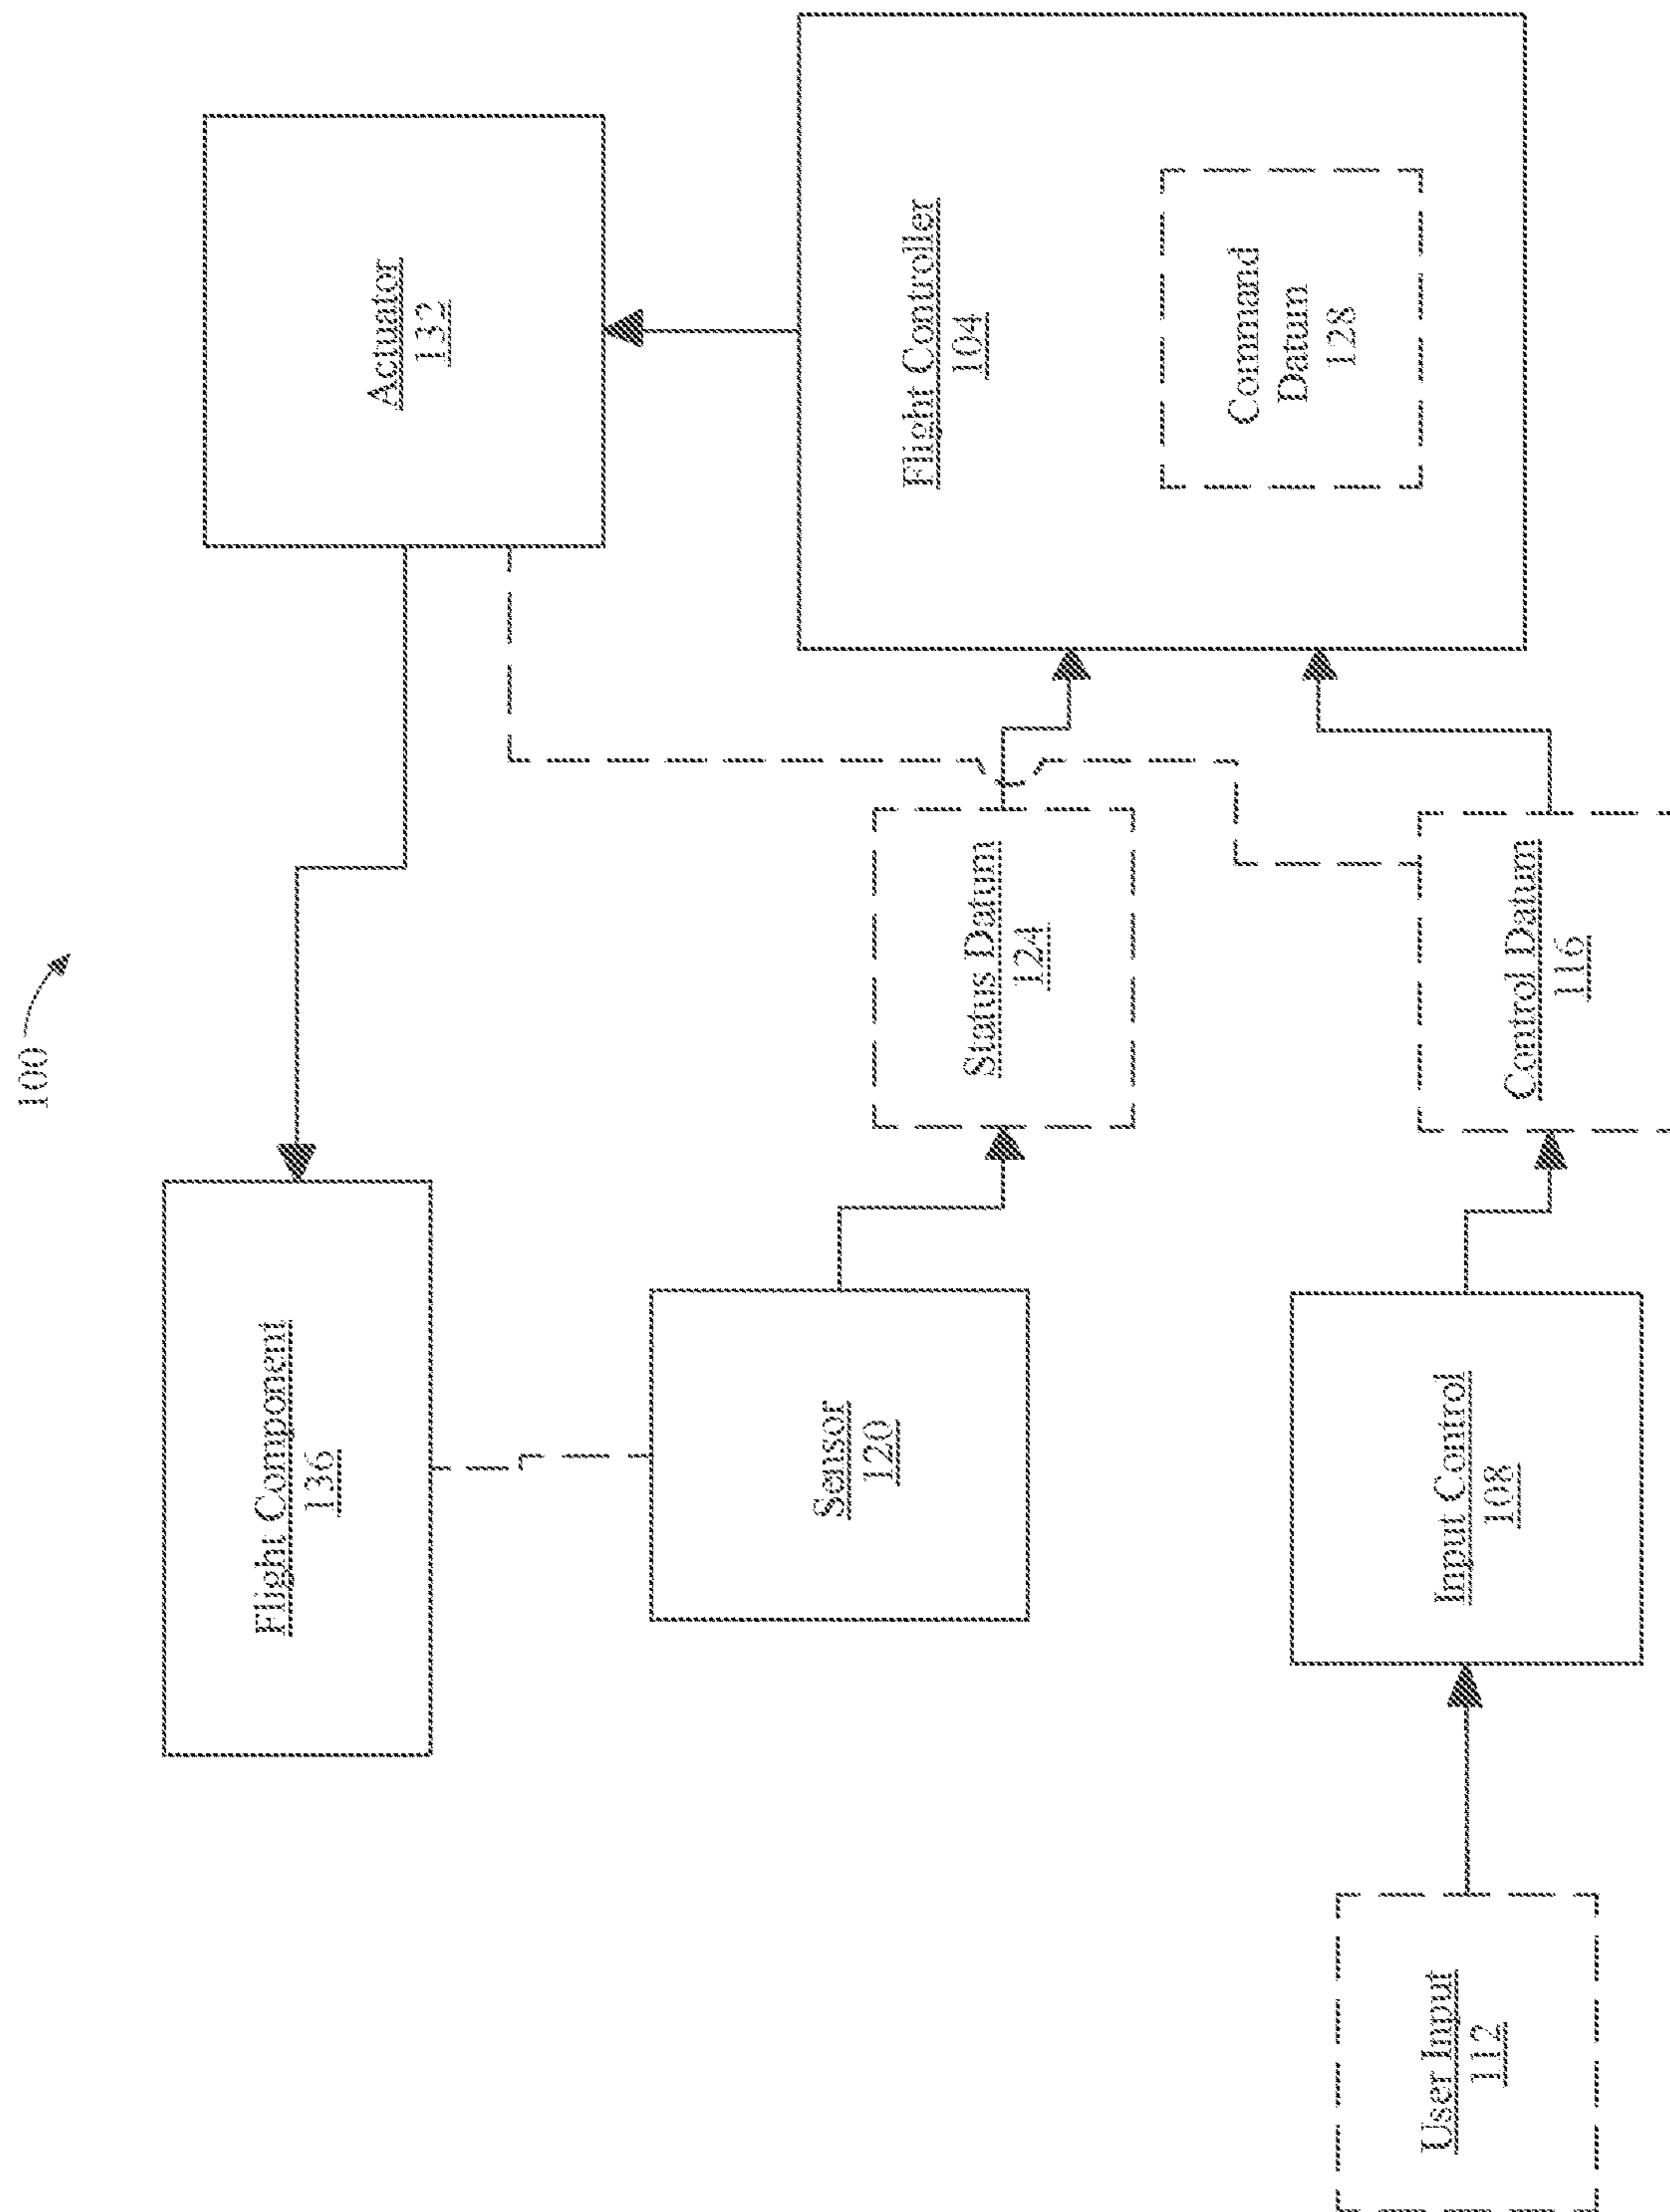 100
Flight Component
136
Actuator
132
Sensor
120
Status Datum
124
Flight Controller
104
Command
Datum
128
User Input
112
Input Control
108
Control Datum
116